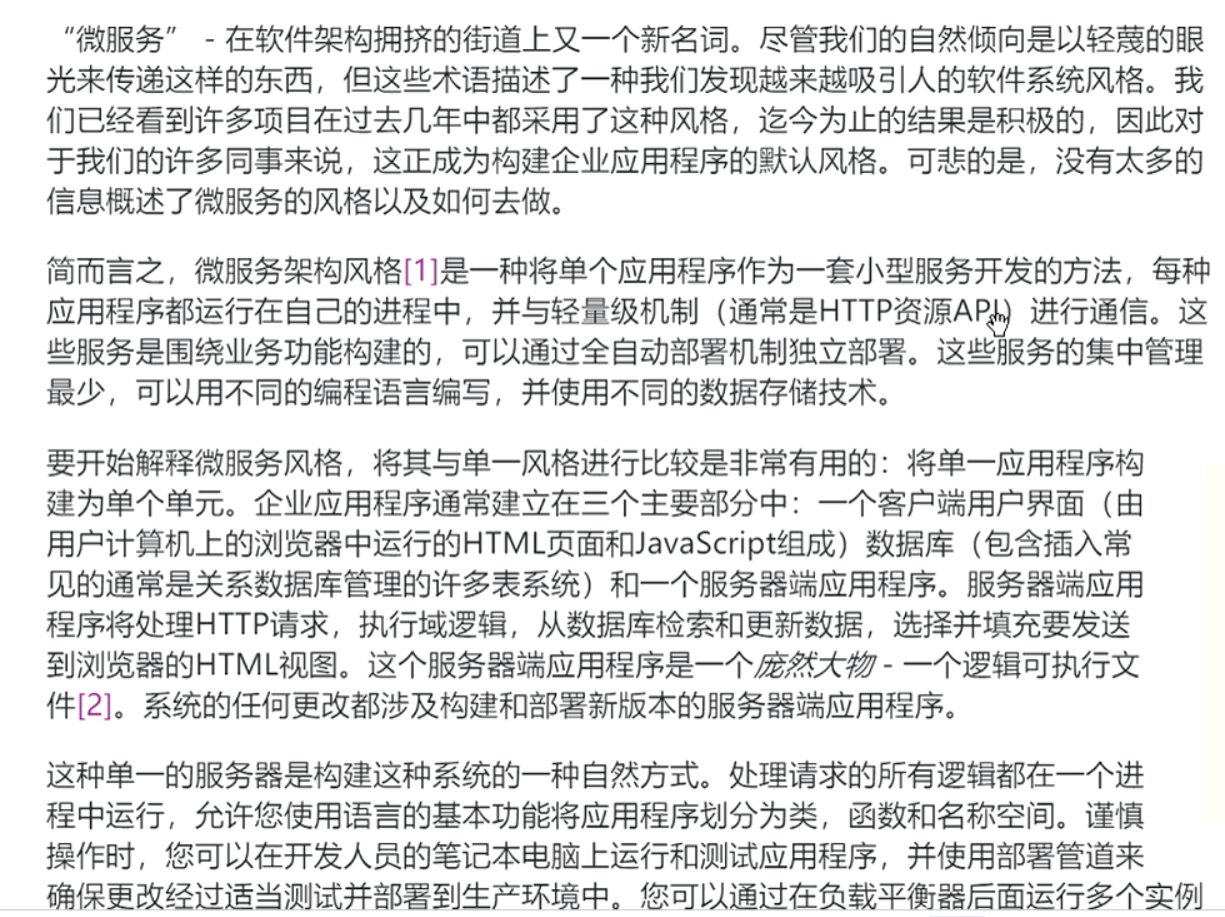 “微服务” - 在软件架构拥挤的街道上又一个新名词。尽管我们的自然倾向是以轻蔑的眼
光来传递这样的东西，但这些术语描述了一种我们发现越来越吸引人的软件系统风格。我
们已经看到许多项目在过去几年中都采用了这种风格，迄今为止的结果是积极的，因此对
于我们的许多同事来说，这正成为构建企业应用程序的默认风格。可悲的是，没有太多的
信息概述了微服务的风格以及如何去做。
简而言之，微服务架构风格[1]是一种将单个应用程序作为一套小型服务开发的方法，每种
应用程序都运行在自己的进程中，并与轻量级机制（通常是HTTP资源API）进行通信。这
些服务是围绕业务功能构建的，可以通过全自动部署机制独立部署。这些服务的集中管理
最少，可以用不同的编程语言编写，并使用不同的数据存储技术。
要开始解释微服务风格，将其与单一风格进行比较是非常有用的：将单一应用程序构
建为单个单元。企业应用程序通常建立在三个主要部分中：一个客户端用户界面（由
用户计算机上的浏览器中运行的HTML页面和JavaScript组成）数据库（包含插入常
见的通常是关系数据库管理的许多表系统）和一个服务器端应用程序。服务器端应用
程序将处理HTTP请求，执行域逻辑，从数据库检索和更新数据，选择并填充要发送
到浏览器的HTML视图。这个服务器端应用程序是一个庞然大物 - 一个逻辑可执行文
件[2]。系统的任何更改都涉及构建和部署新版本的服务器端应用程序。
这种单一的服务器是构建这种系统的一种自然方式。处理请求的所有逻辑都在一个进
程中运行，允许您使用语言的基本功能将应用程序划分为类，函数和名称空间。谨慎
操作时，您可以在开发人员的笔记本电脑上运行和测试应用程序，并使用部署管道来
确保更改经过适当测试并部署到生产环境中。您可以通过在负载平衡器后面运行多个实例